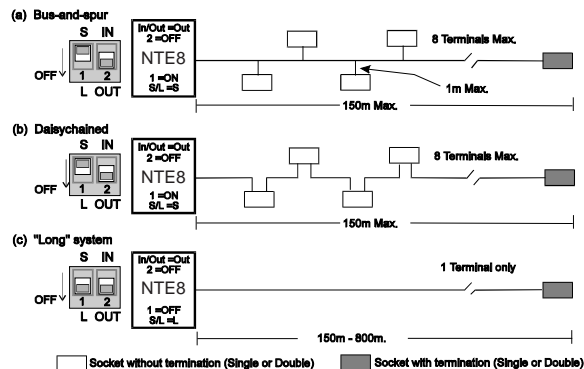 (a) Bus-and-spur
S IN
OFF
1 2
L OUT
In/Out =Out
2 =OFF
NTE8
1 =ON
S/L =S
8 Terminals Max.
1m Max.
150m Max.
(b) Daisychained
S IN
OFF
1 2
L OUT
In/Out =Out
2 =OFF
NTE8
1 =ON
S/L =S
8 Terminals Max.
150m Max.
(c) "Long" system
S IN
OFF
1 2
L OUT
In/Out =Out
2 =OFF
NTE8
1 =OFF
S/L =L
1 Terminal only
150m - 800m.
Socket without termination (Single or Double)
Socket with termination (Single or Double)